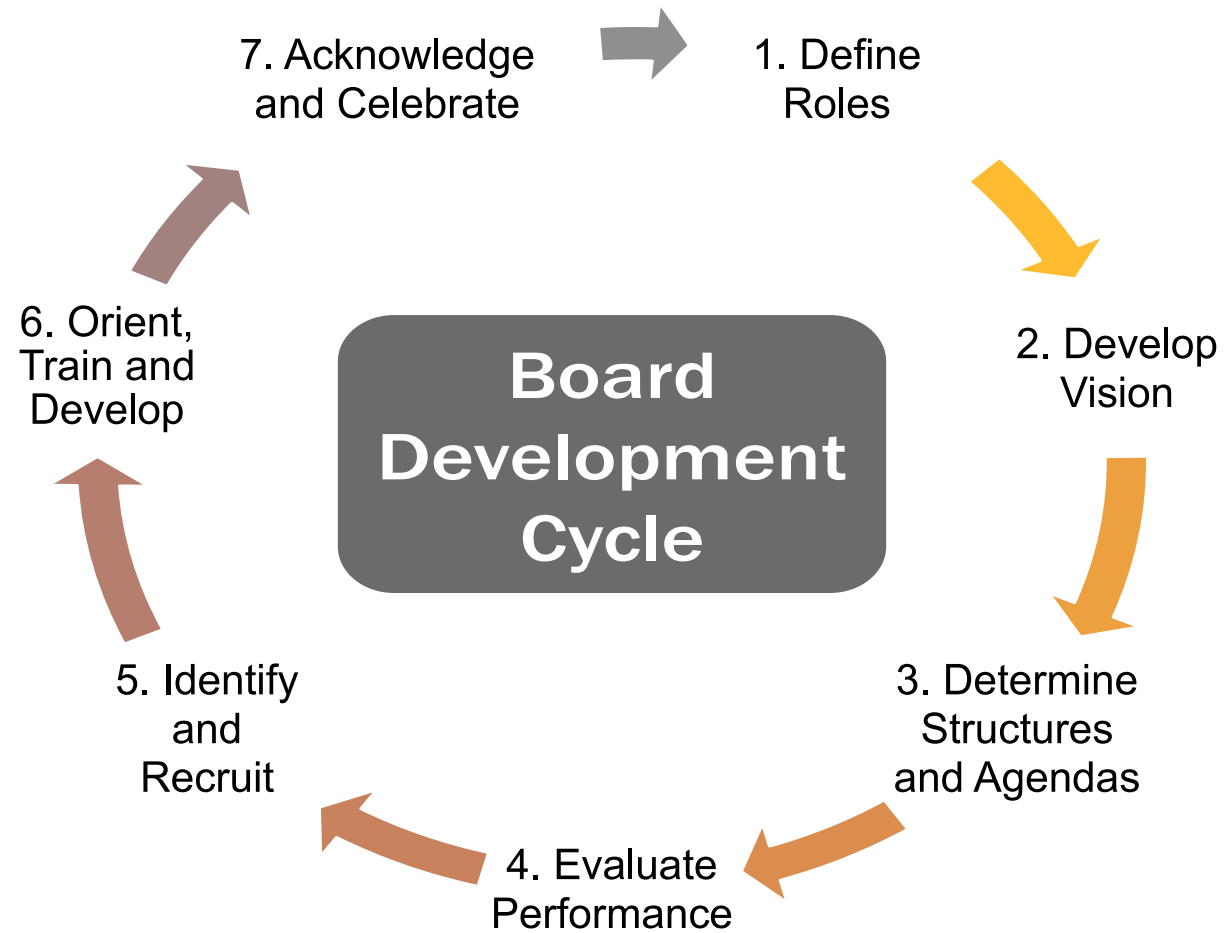 7. Acknowledge
and Celebrate
1. Define
Roles
2. Develop
Vision
3. Determine
Structures
and Agendas
4. Evaluate
Performance
5. Identify
and
Recruit
6. Orient,
Train and
Develop
Board
Development
Cycle